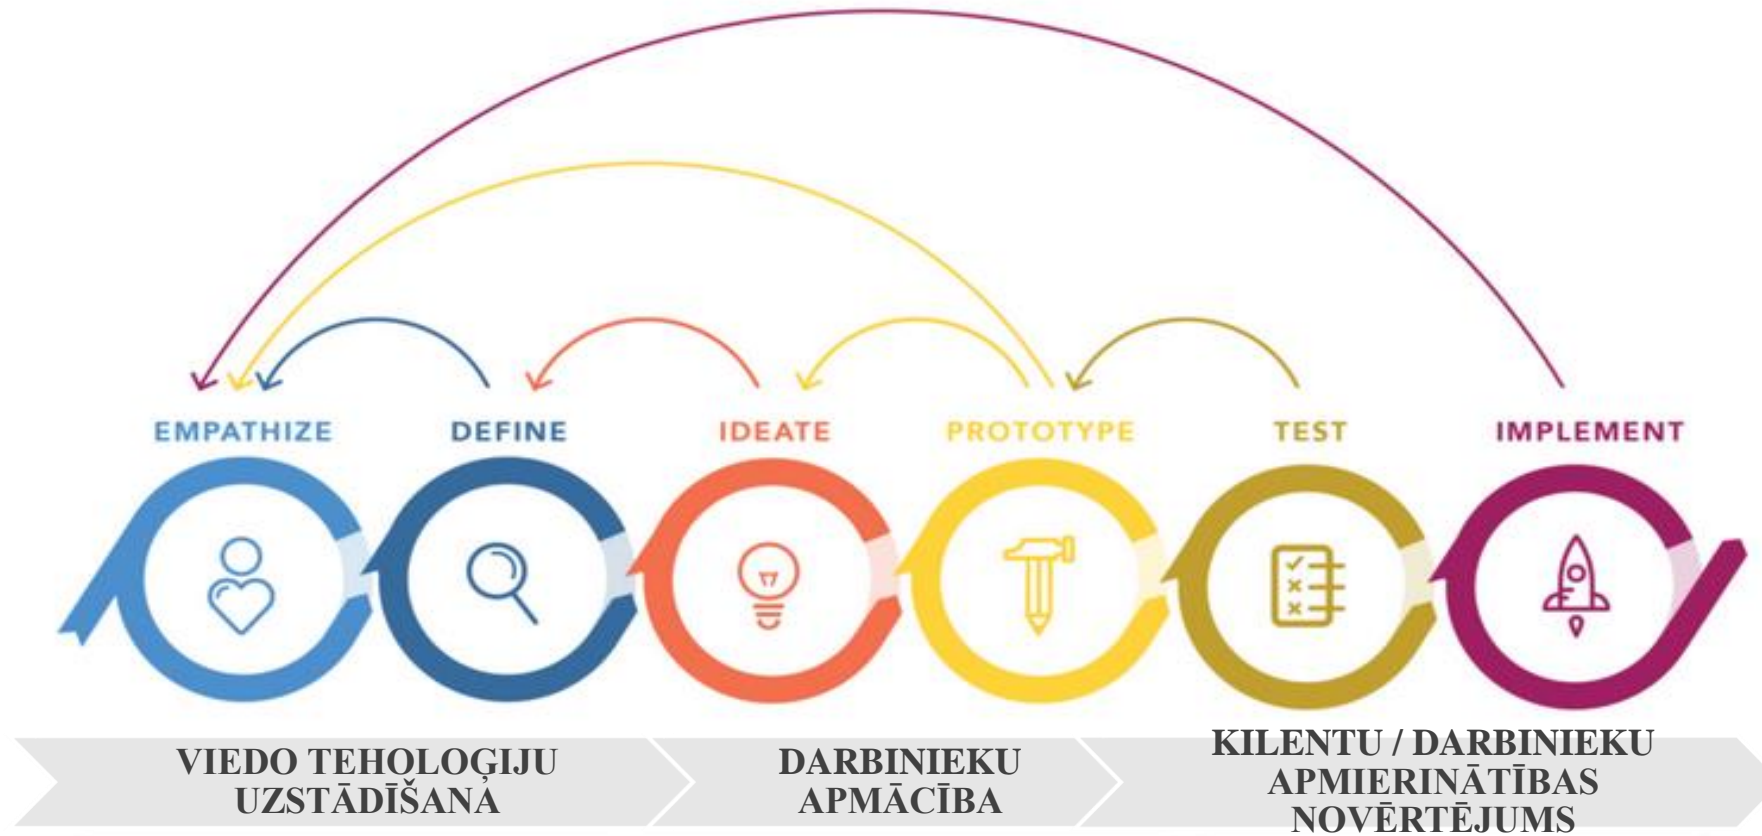 EMPATHIZE
DEFINE
IDEATE
PROTOTYPE
TEST
IMPLEMENT
VIEDO TEHOLOĢIJU
UZSTĀDĪŠANA
DARBINIEKU
APMĀCĪBA
KILENTU / DARBINIEKU
APMIERINĀTĪBAS
NOVĒRTĒJUMS